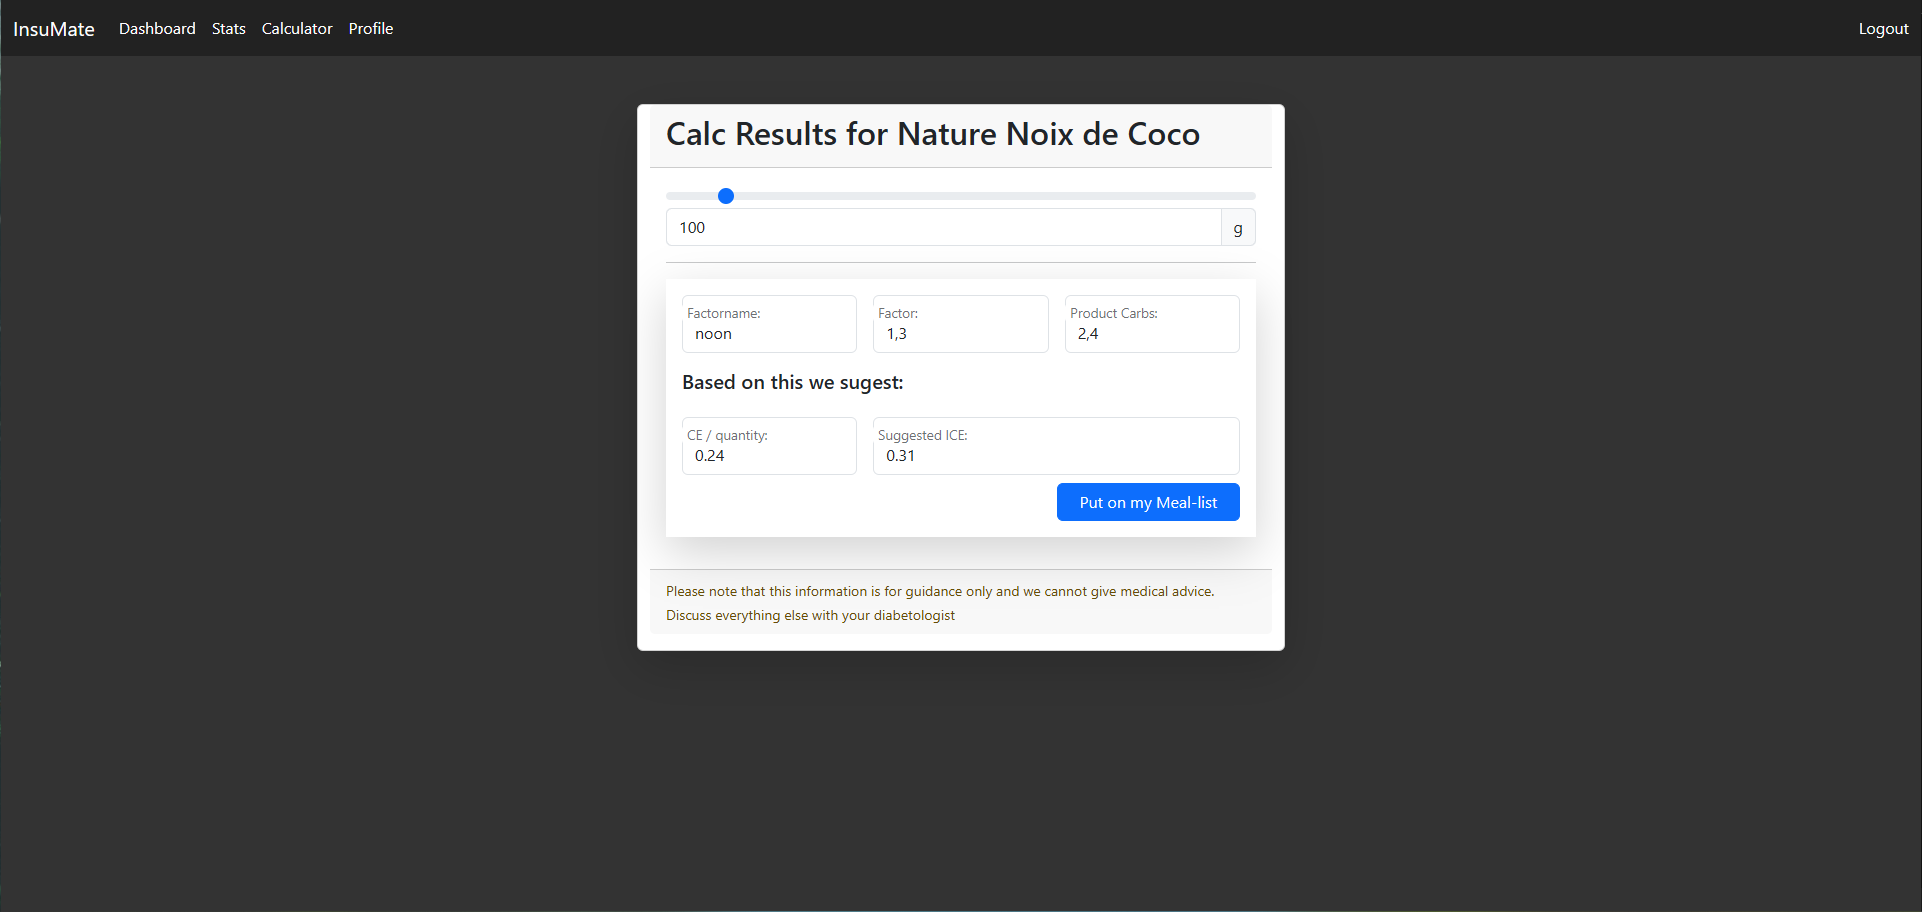 InsuMate Dashboard Stats Calculator Profile Logout
Calc Results for Nature Noix de Coco
100 g
Factorname: Factor: Product Carbs:
noon 1,3 2,4
Based on this we sugest:
CE / quantity: Suggested ICE:
0.24 0.31
Put on my Meal-list
Please note that this information is for guidance only and we cannot give medical advice.
Discuss everything else with your diabetologist